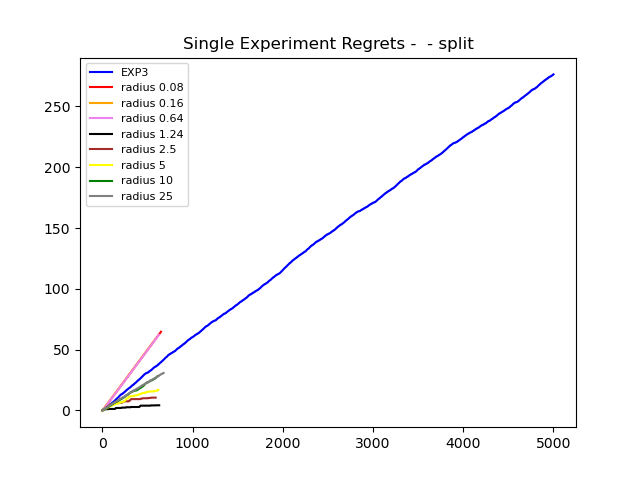 Single Experiment Regrets -  - split
EXP3
radius 0.08
radius 0.16
radius 0.64
radius 1.24
radius 2.5
radius 5
radius 10
radius 25
250
200
150
100
50
0
0 1000 2000 3000 4000 5000